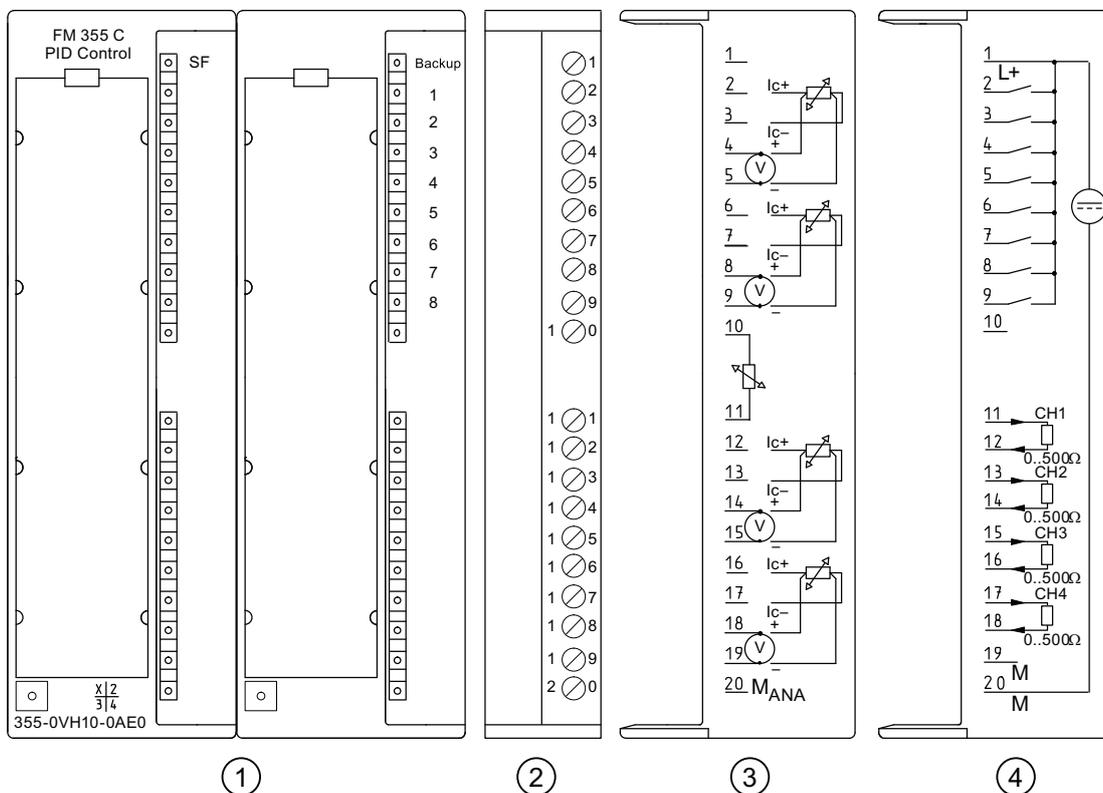 FM 355 C
PID Control
SF
X 2
3 4
355-0VH10-0AE0
Backup
1
2
3
4
5
6
7
8
1
2
3
4
5
6
7
8
9
1 0
1 1
1 2
1 3
1 4
1 5
1 6
1 7
1 8
1 9
2 0
1
2 Ic+
3
Ic–
4 +
V
5 –
6 Ic+
7
Ic–
8 +
V
9 –
10
11
12 Ic+
13
Ic–
14 +
V
15 –
16 Ic+
17
Ic–
18 +
V
19 –
20 MANA
1
L+
2
3
4
5
6
7
8
9
10
11 CH1
12
0..500Ω
13 CH2
14
0..500Ω
15 CH3
16
0..500Ω
17 CH4
18
0..500Ω
19
M
20
M
1
2
3
4